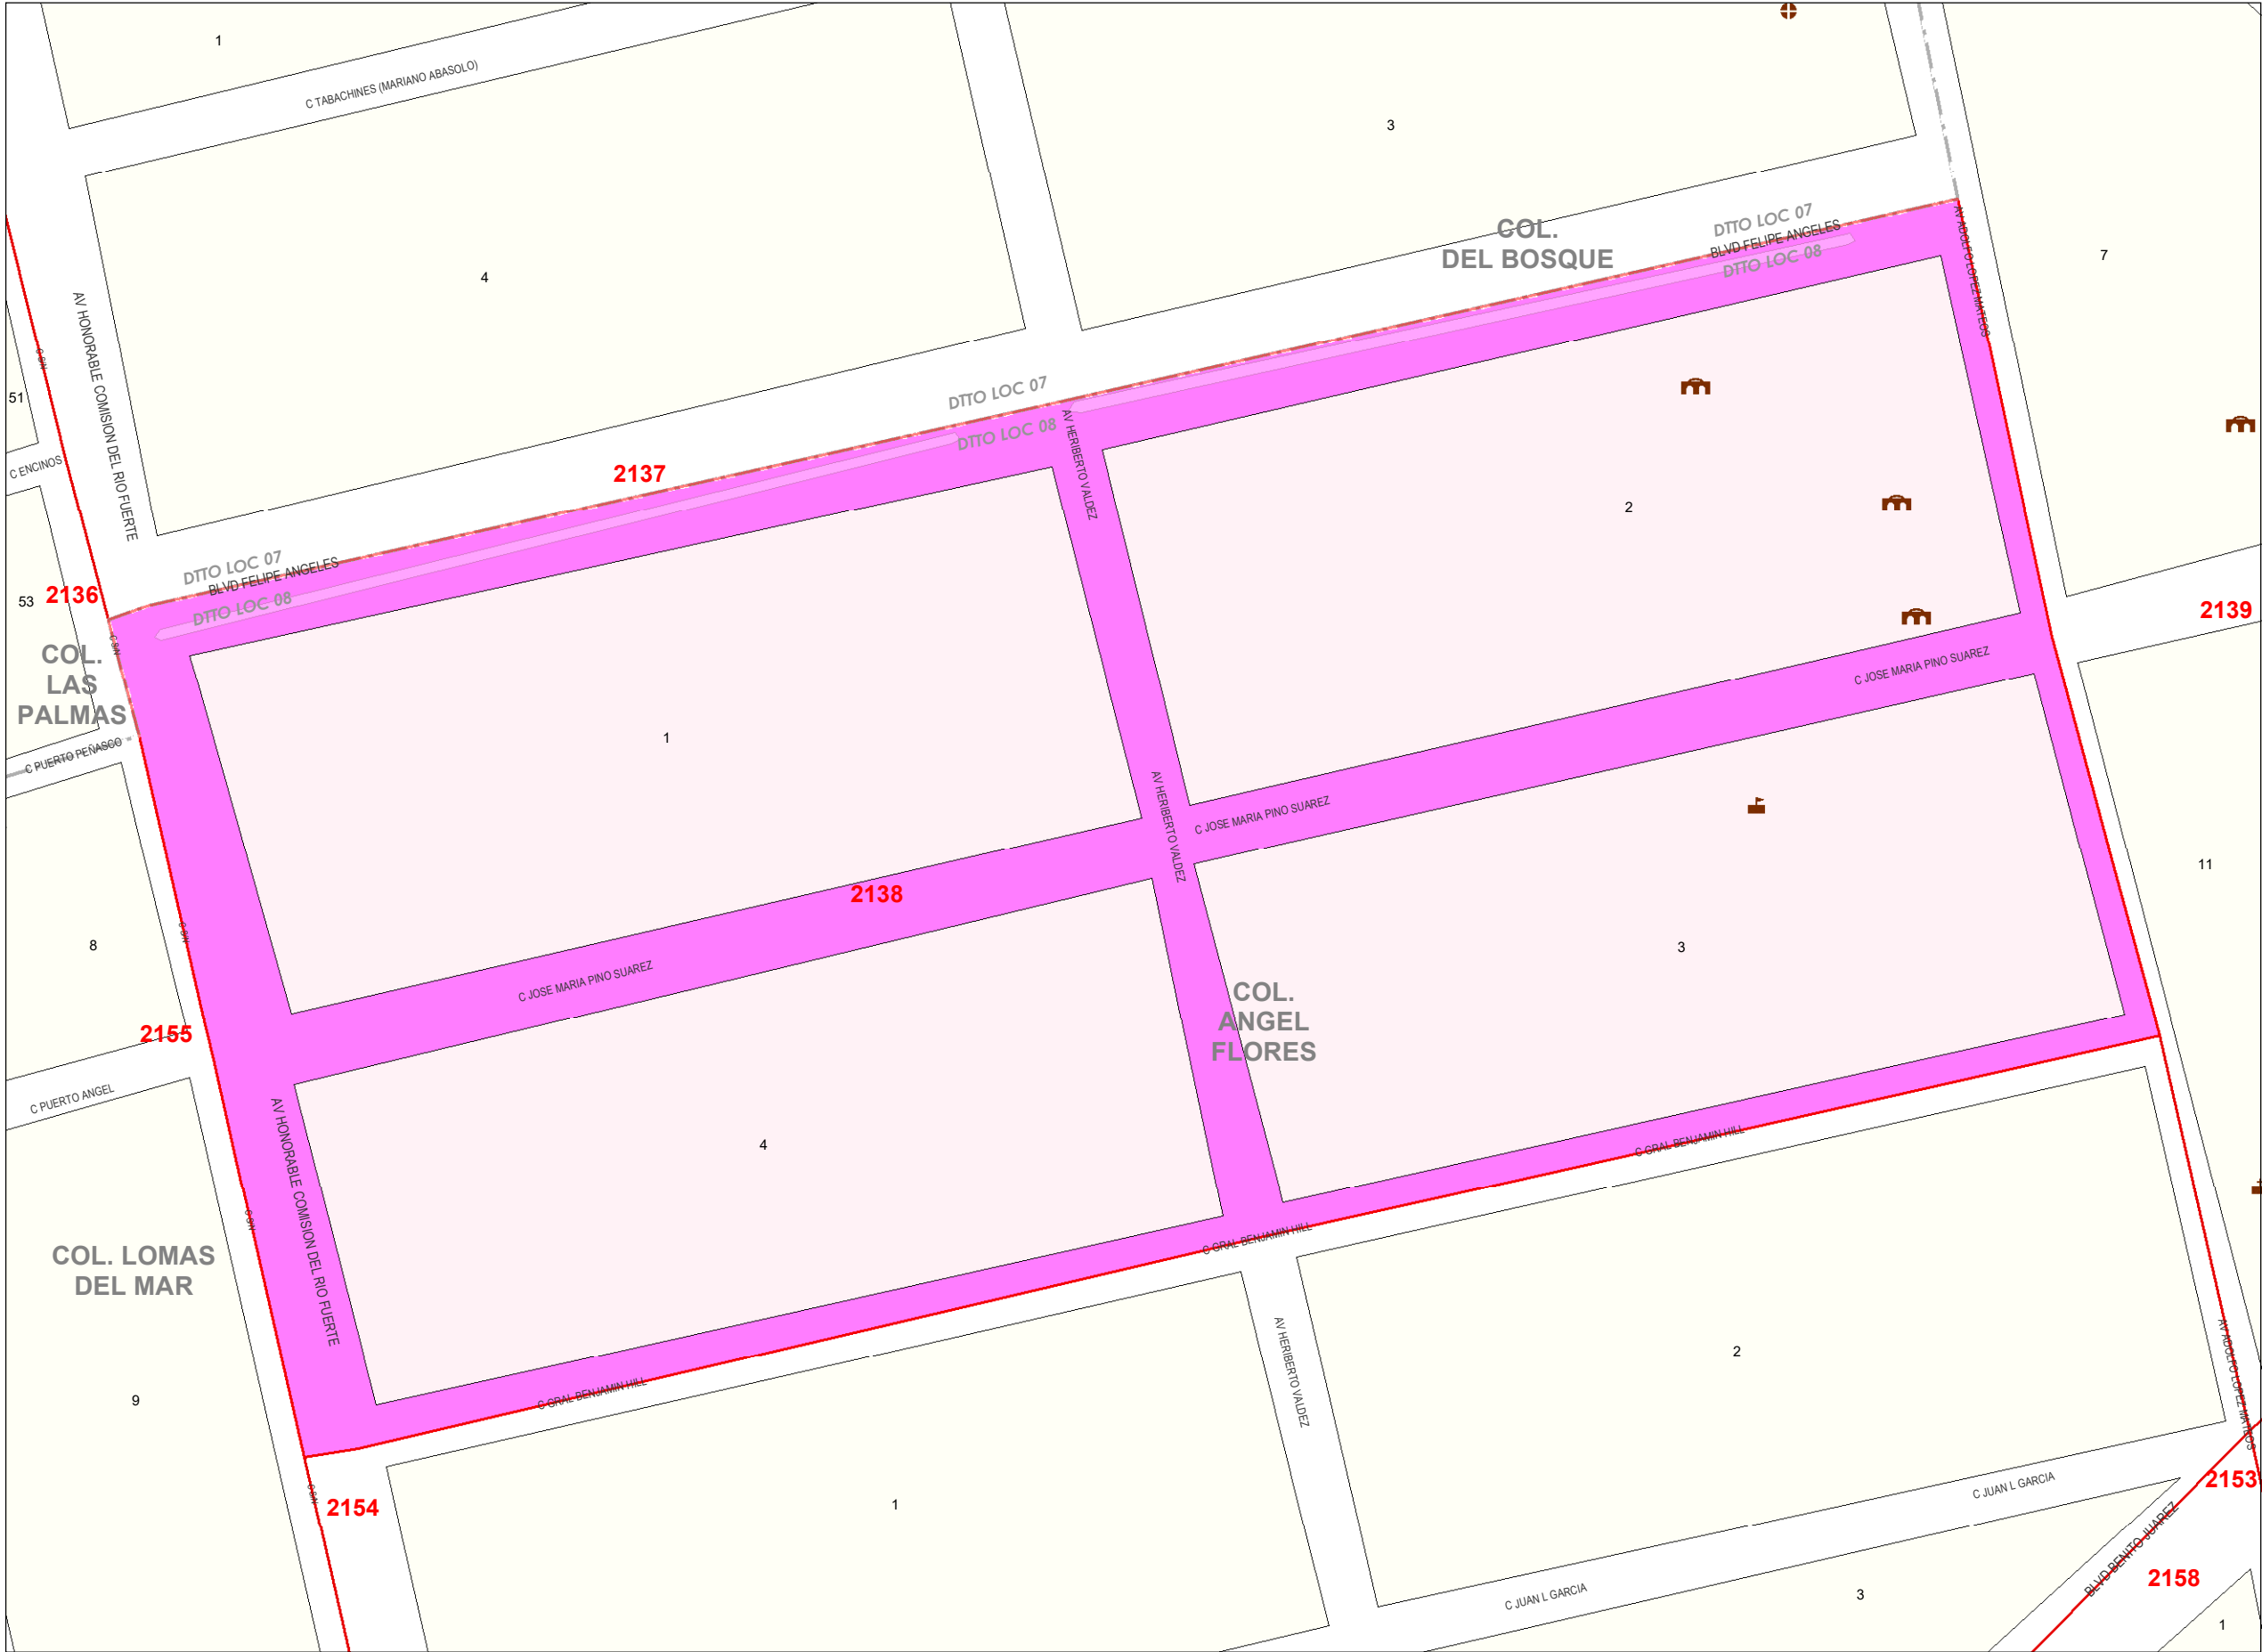 1
C TABACHINES (MARIANO ABASOLO)
3
4
COL.
DEL BOSQUE
DTTO LOC 07
BLVD FELIPE ANGELES
DTTO LOC 08
AV ADOLFO LOPEZ MATEOS
7
AV HONORABLE COMISION DEL RIO FUERTE
C S/N
51
C ENCINOS
DTTO LOC 07
DTTO LOC 08
AV HERIBERTO VALDEZ
2137
2
DTTO LOC 07
BLVD FELIPE ANGELES
DTTO LOC 08
53
2136
C S/N
2139
COL.
LAS
PALMAS
C PUERTO PEÑASCO
C JOSE MARIA PINO SUAREZ
1
AV HERIBERTO VALDEZ
C JOSE MARIA PINO SUAREZ
2138
11
8
C S/N
3
C JOSE MARIA PINO SUAREZ
COL.
ANGEL
FLORES
2155
C PUERTO ANGEL
AV HONORABLE COMISION DEL RIO FUERTE
4
C GRAL BENJAMIN HILL
C S/N
C GRAL BENJAMIN HILL
COL. LOMAS
DEL MAR
AV HERIBERTO VALDEZ
2
AV ADOLFO LOPEZ MATEOS
C GRAL BENJAMIN HILL
9
C S/N
2154
1
C JUAN L GARCIA
2153
BLVD BENITO JUAREZ
2158
C JUAN L GARCIA
3
1